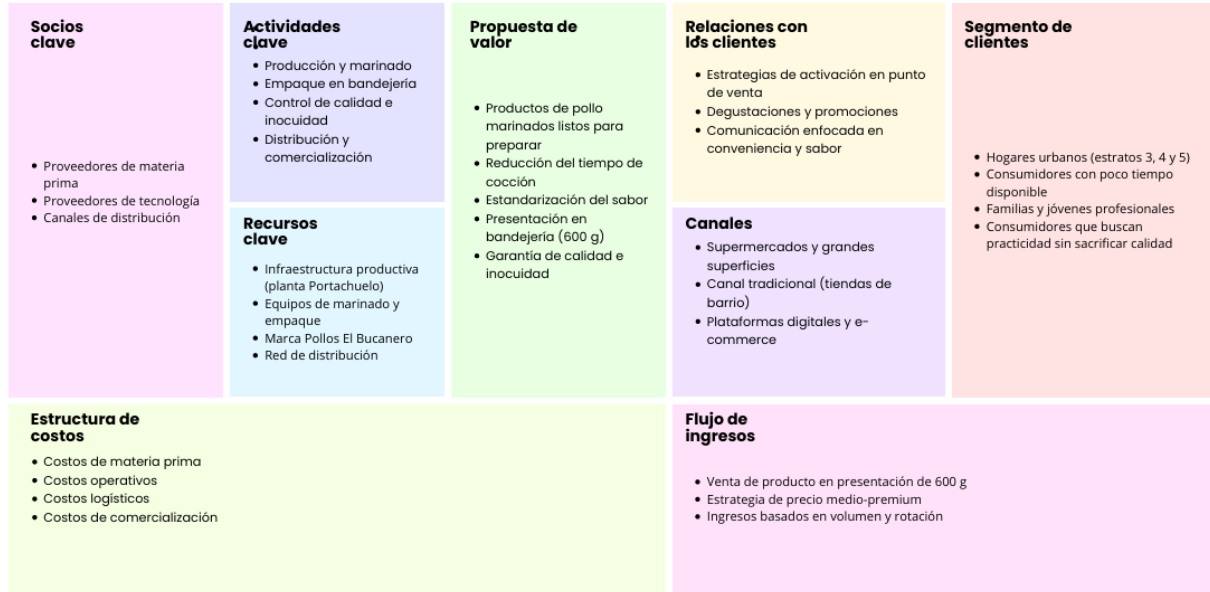 Socios
clave
• Proveedores de materia
prima
• Proveedores de tecnología
• Canales de distribución
Actividades
clave
• Producción y marinado
• Empaque en bandejería
• Control de calidad e
inocuidad
• Distribución y
comercialización
Recursos
clave
• Infraestructura productiva
(planta Portachuelo)
• Equipos de marinado y
empaque
• Marca Pollos El Bucanero
• Red de distribución
Propuesta de
valor
• Productos de pollo
marinados listos para
preparar
• Reducción del tiempo de
cocción
• Estandarización del sabor
• Presentación en
bandejería (600 g)
• Garantía de calidad e
inocuidad
Relaciones con
los clientes
• Estrategias de activación en punto
de venta
• Degustaciones y promociones
• Comunicación enfocada en
conveniencia y sabor
Canales
• Supermercados y grandes
superficies
• Canal tradicional (tiendas de
barrio)
• Plataformas digitales y e-
commerce
Segmento de
clientes
• Hogares urbanos (estratos 3, 4 y 5)
• Consumidores con poco tiempo
disponible
• Familias y jóvenes profesionales
• Consumidores que buscan
practicidad sin sacrificar calidad
Estructura de
costos
• Costos de materia prima
• Costos operativos
• Costos logísticos
• Costos de comercialización
Flujo de
ingresos
• Venta de producto en presentación de 600 g
• Estrategia de precio medio-premium
• Ingresos basados en volumen y rotación